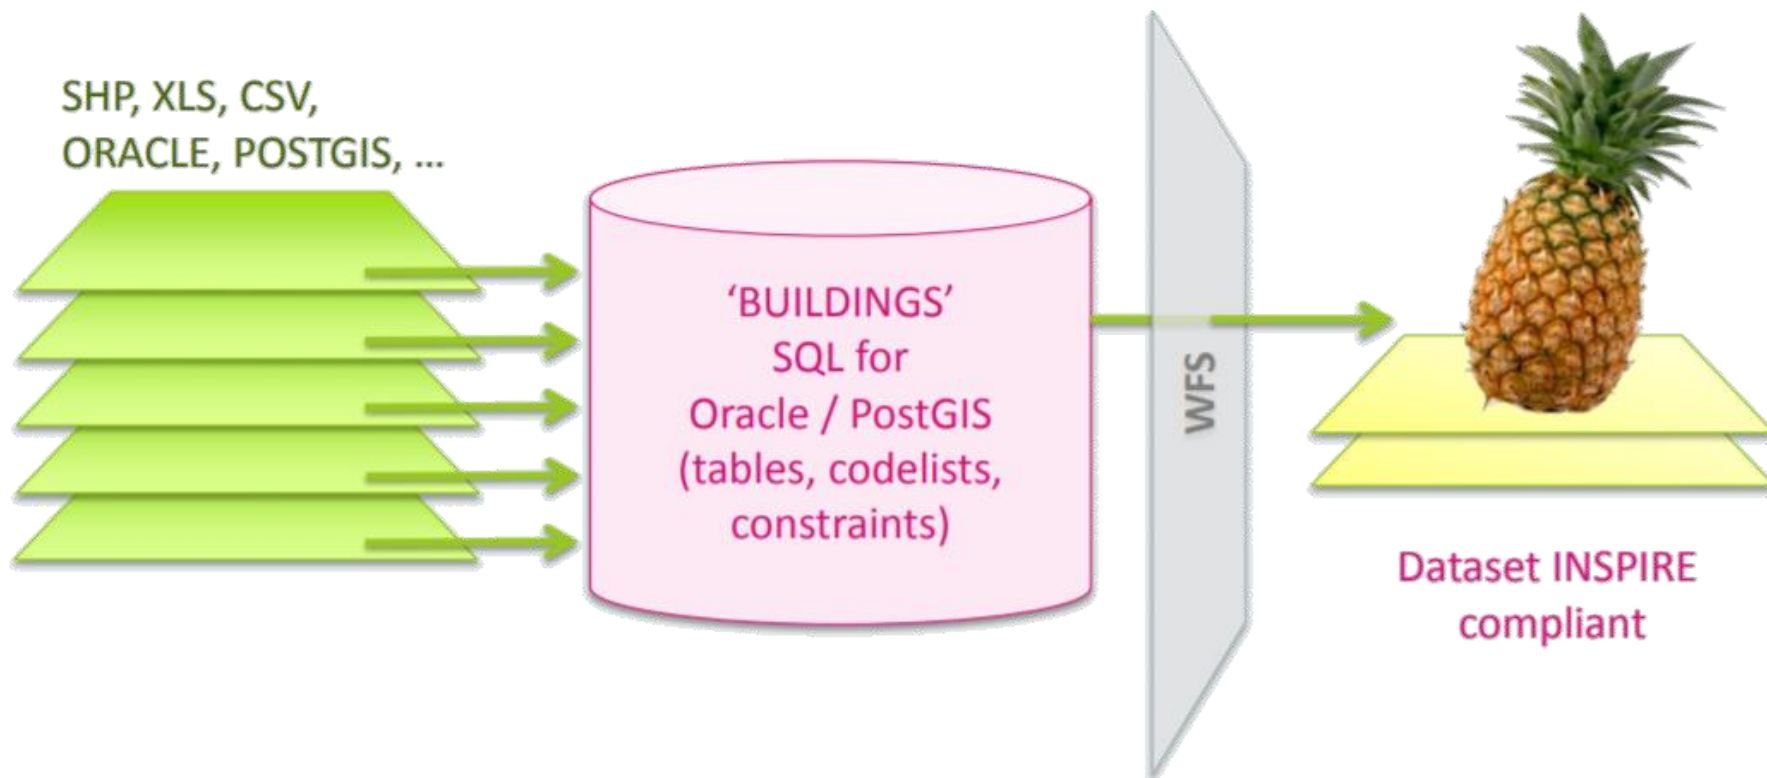 SHP, XLS, CSV,
ORACLE, POSTGIS, ...
‘BUILDINGS’
SQL for
Oracle / PostGIS
(tables, codelists,
constraints)
WFS
Dataset INSPIRE
compliant